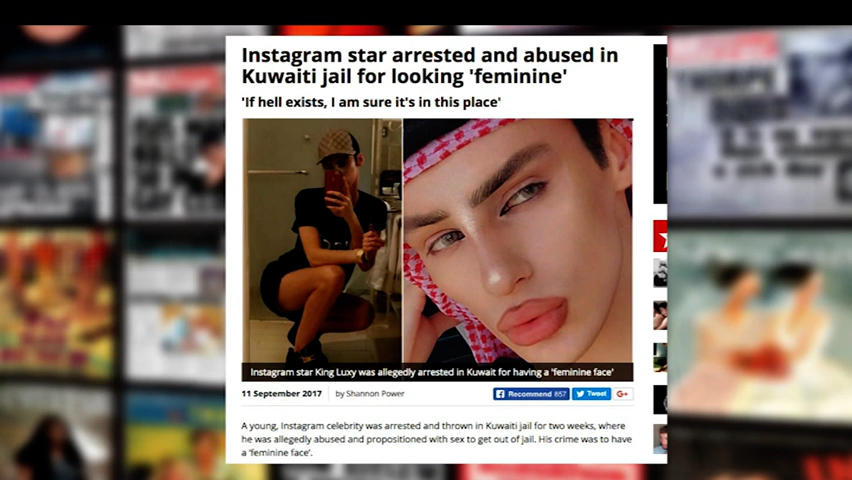 Instagram star arrested and abused in
Kuwaiti jail for looking 'feminine'
'If hell exists, I am sure it's in this place'
Instagram star King Luxy was allegedly arrested in Kuwait for having a 'feminine face'
11 September 2017 by Shannon Power
Recommend 857 Tweet G+
A young, Instagram celebrity was arrested and thrown in Kuwaiti jail for two weeks, where
he was allegedly abused and propositioned with sex to get out of jail. His crime was to have
a 'feminine face'.